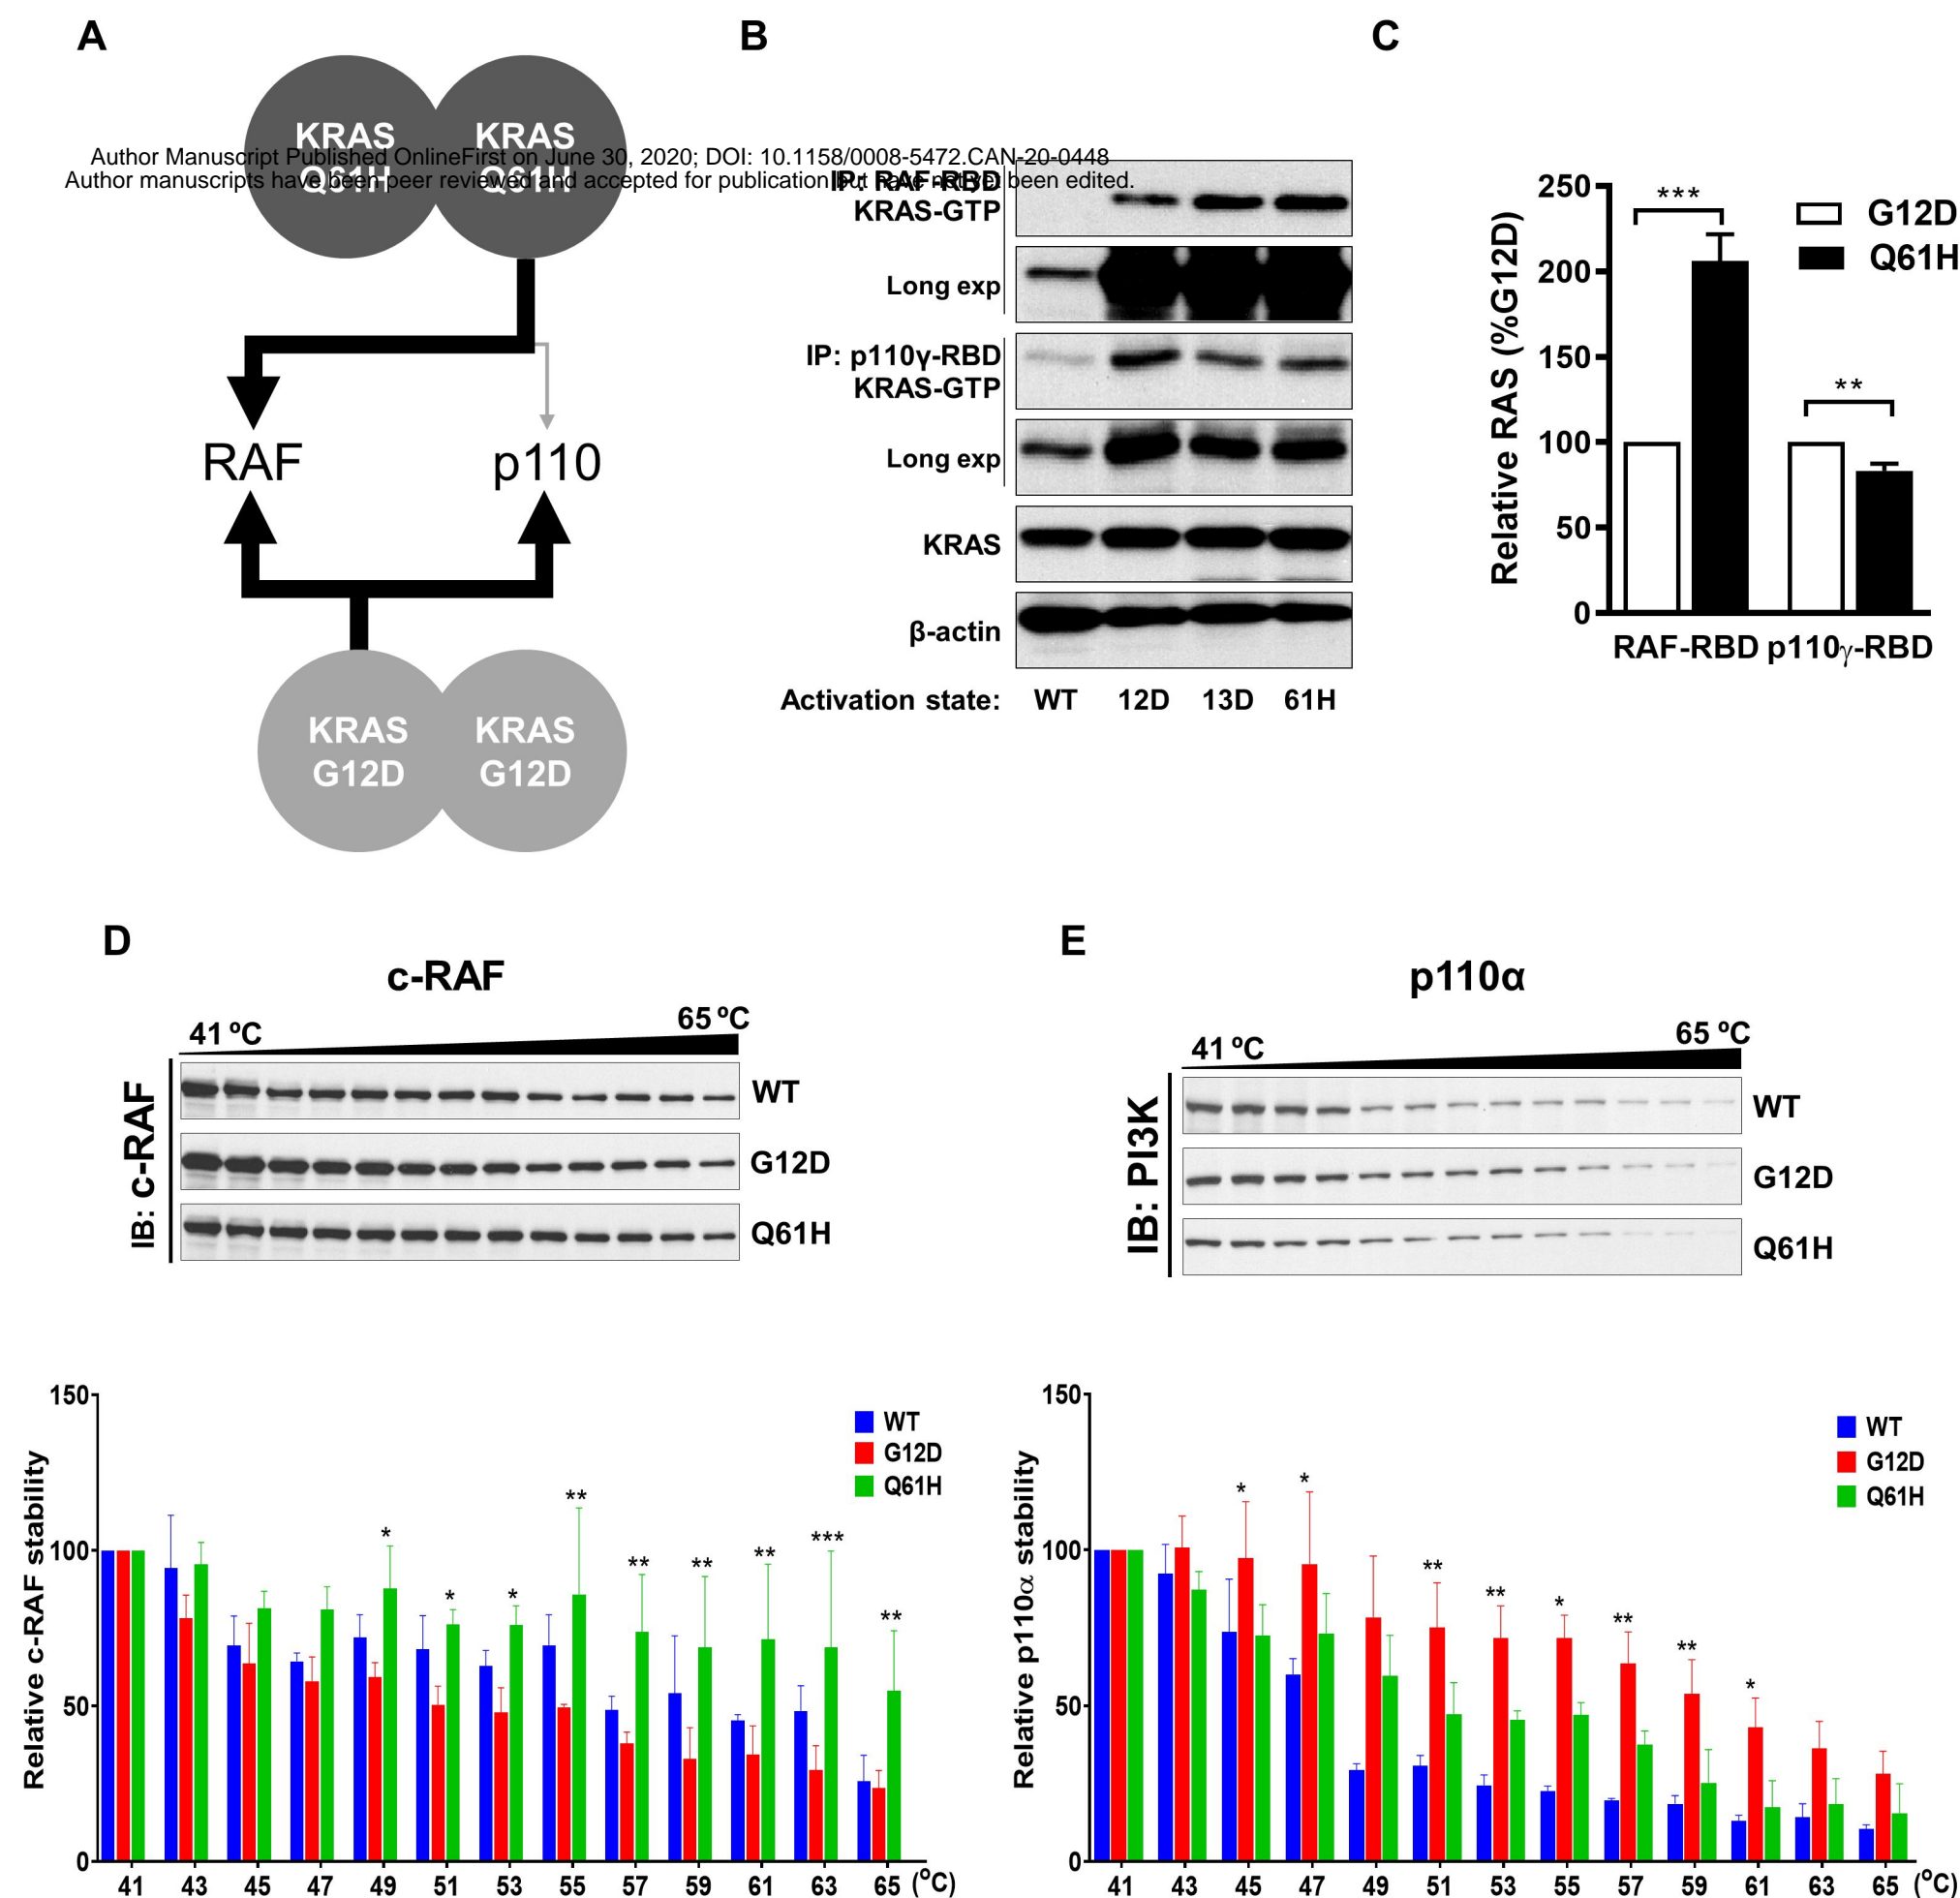 A
KRAS
Q61H
KRAS
Q61H
Author Manuscript Published OnlineFirst on June 30, 2020; DOI: 10.1158/0008-5472.CAN-20-0448
Author manuscripts have been peer reviewed and accepted for publication but have not yet been edited.
RAF
p110
KRAS
G12D
KRAS
G12D
B
IP: RAF-RBD
KRAS-GTP
Long exp
IP: p110γ-RBD
KRAS-GTP
Long exp
KRAS
β-actin
Activation state: WT 12D 13D 61H
C
Relative RAS (%G12D)
250
200
150
100
50
0
***
**
G12D
Q61H
RAF-RBD p110γ-RBD
D
c-RAF
41 ºC
65 ºC
IB: c-RAF
WT
G12D
Q61H
Relative c-RAF stability
150
100
50
0
WT
G12D
Q61H
* * * ** ** ** ** *** **
41 43 45 47 49 51 53 55 57 59 61 63 65 (ºC)
E
p110α
41 ºC
65 ºC
IB: PI3K
WT
G12D
Q61H
Relative p110α stability
150
100
50
0
WT
G12D
Q61H
* * ** ** * ** ** *
41 43 45 47 49 51 53 55 57 59 61 63 65 (ºC)